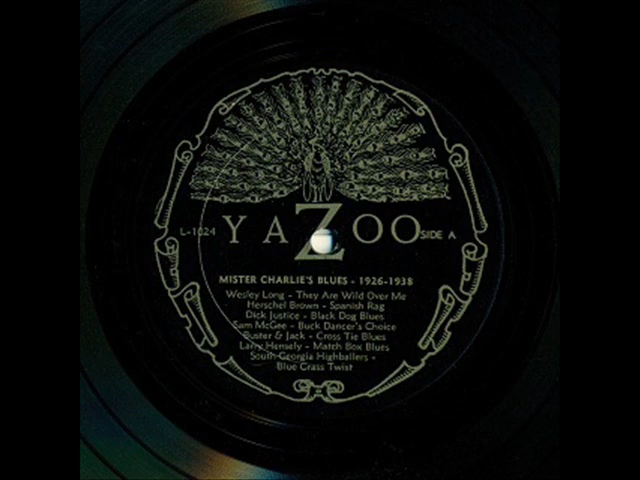 L-1024 YAZOO SIDE A
MISTER CHARLIE'S BLUES - 1926-1938
Wesley Long - They Are Wild Over Me
Herschel Brown - Spanish Rag
Dick Justice - Black Dog Blues
Sam McGee - Buck Dancer's Choice
Buster & Jack - Cross Tie Blues
Larry Hensely - Match Box Blues
South Georgia Highballers -
Blue Grass Twist